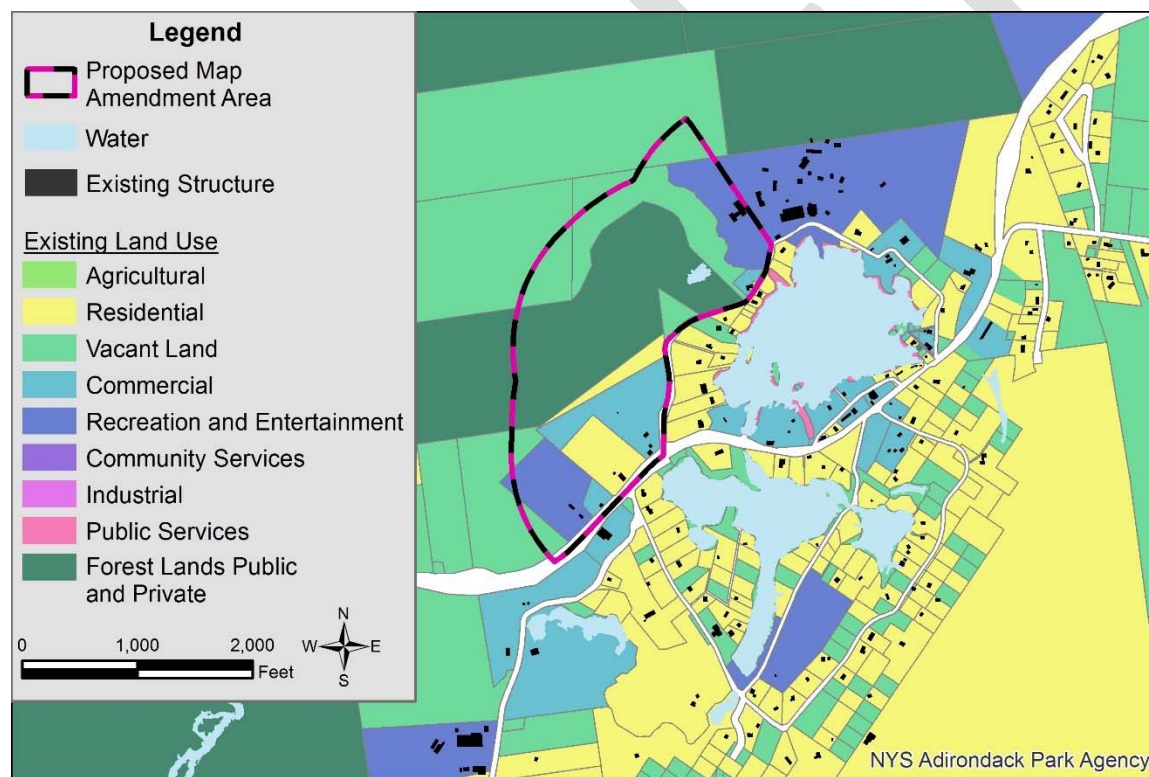 Legend
Proposed Map
Amendment Area
Water
Existing Structure
Existing Land Use
Agricultural
Residential
Vacant Land
Commercial
Recreation and Entertainment
Community Services
Industrial
Public Services
Forest Lands Public
and Private
N
W E
S
0 1,000 2,000
Feet
NYS Adirondack Park Agency